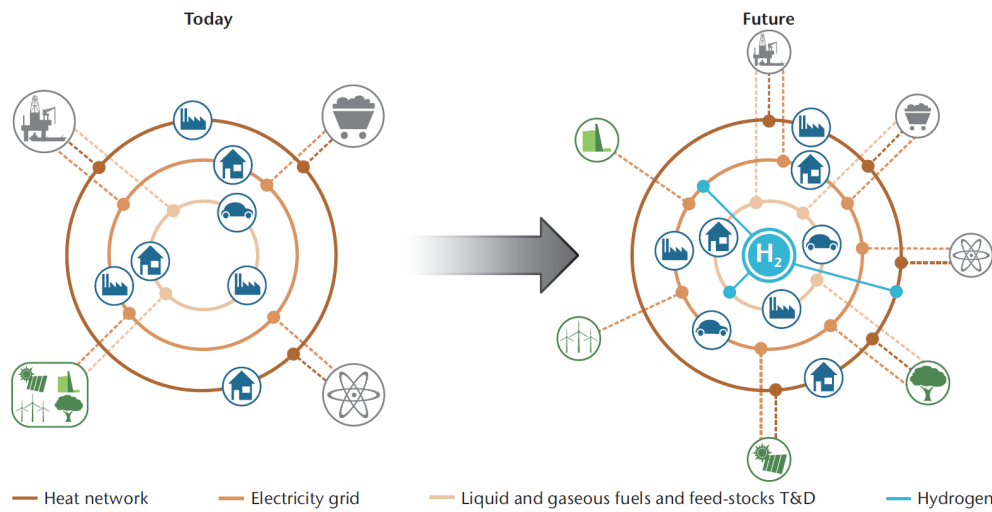 Today
Future
H2
Heat network
Electricity grid
Liquid and gaseous fuels and feed-stocks T&D
Hydrogen